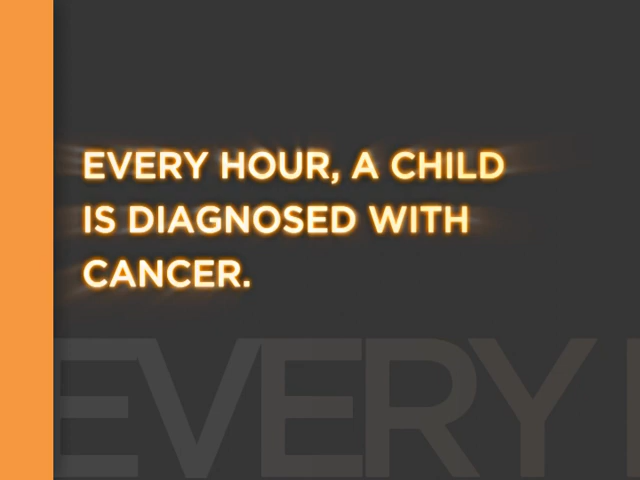 EVERY HOUR, A CHILD
IS DIAGNOSED WITH
CANCER.
EVERY